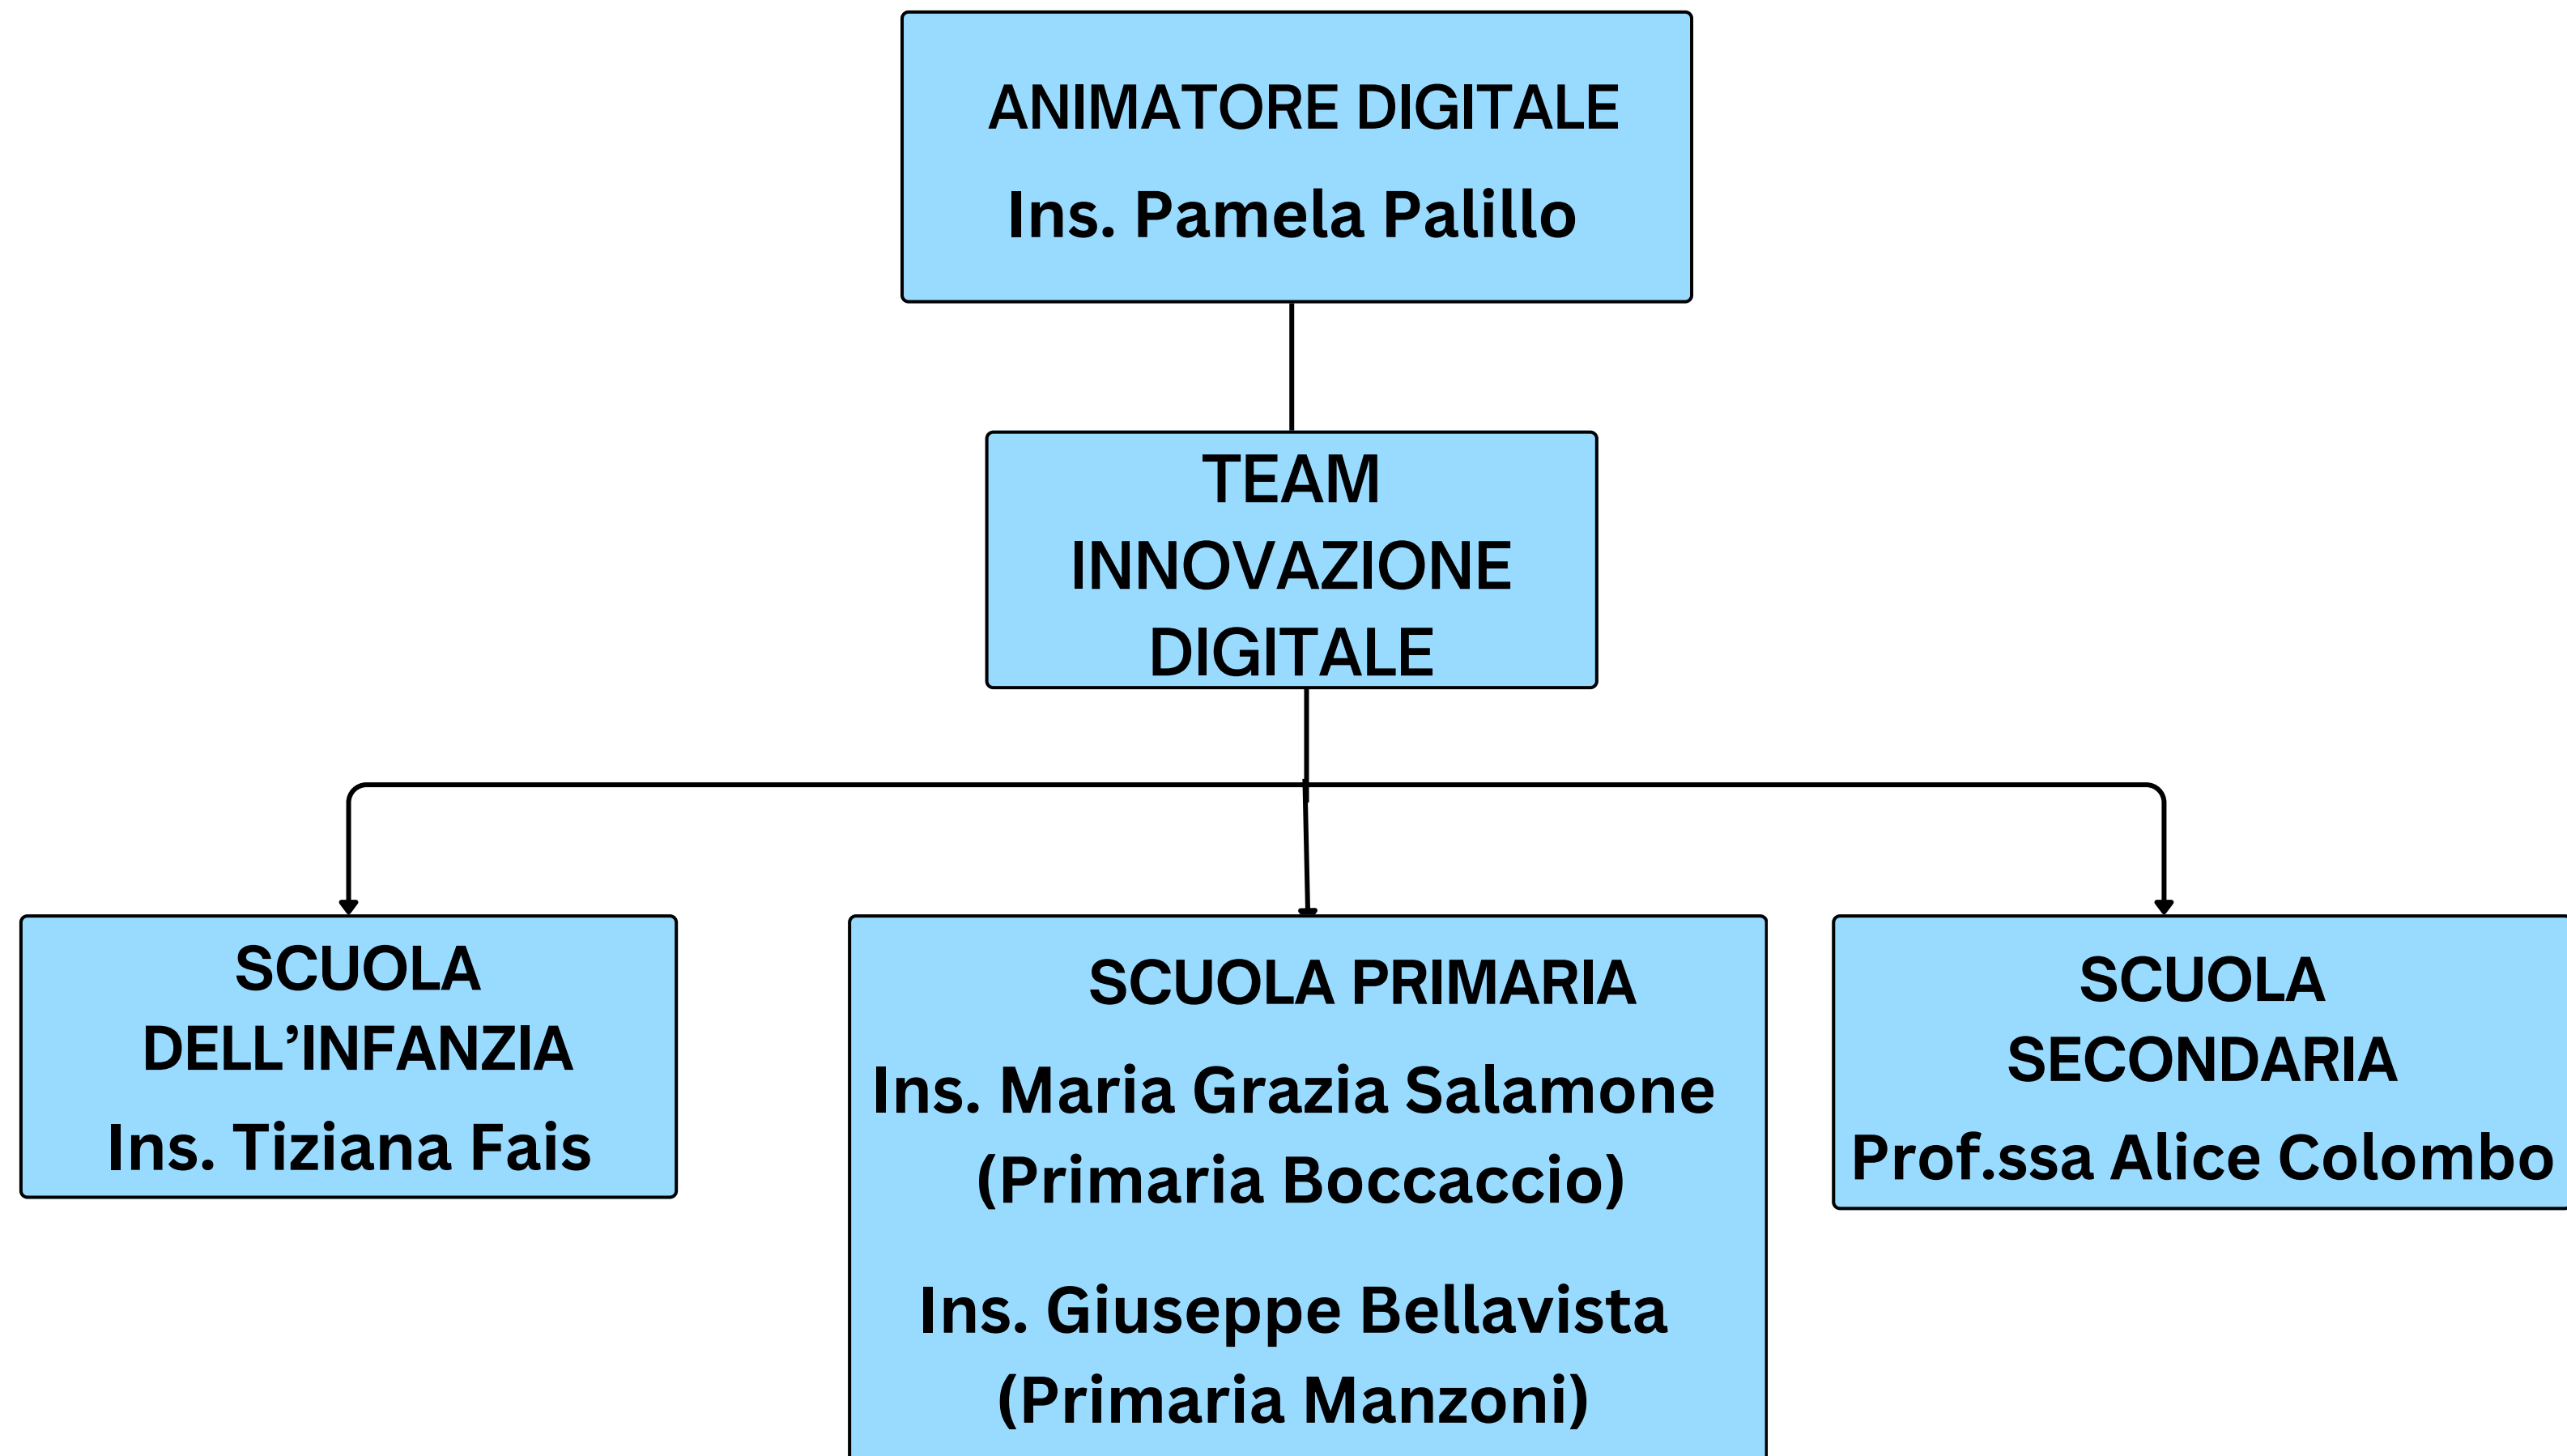 ANIMATORE DIGITALE
Ins. Pamela Palillo
TEAM
INNOVAZIONE
DIGITALE
SCUOLA
DELL’INFANZIA
Ins. Tiziana Fais
SCUOLA PRIMARIA
Ins. Maria Grazia Salamone
(Primaria Boccaccio)
Ins. Giuseppe Bellavista
(Primaria Manzoni)
SCUOLA
SECONDARIA
Prof.ssa Alice Colombo